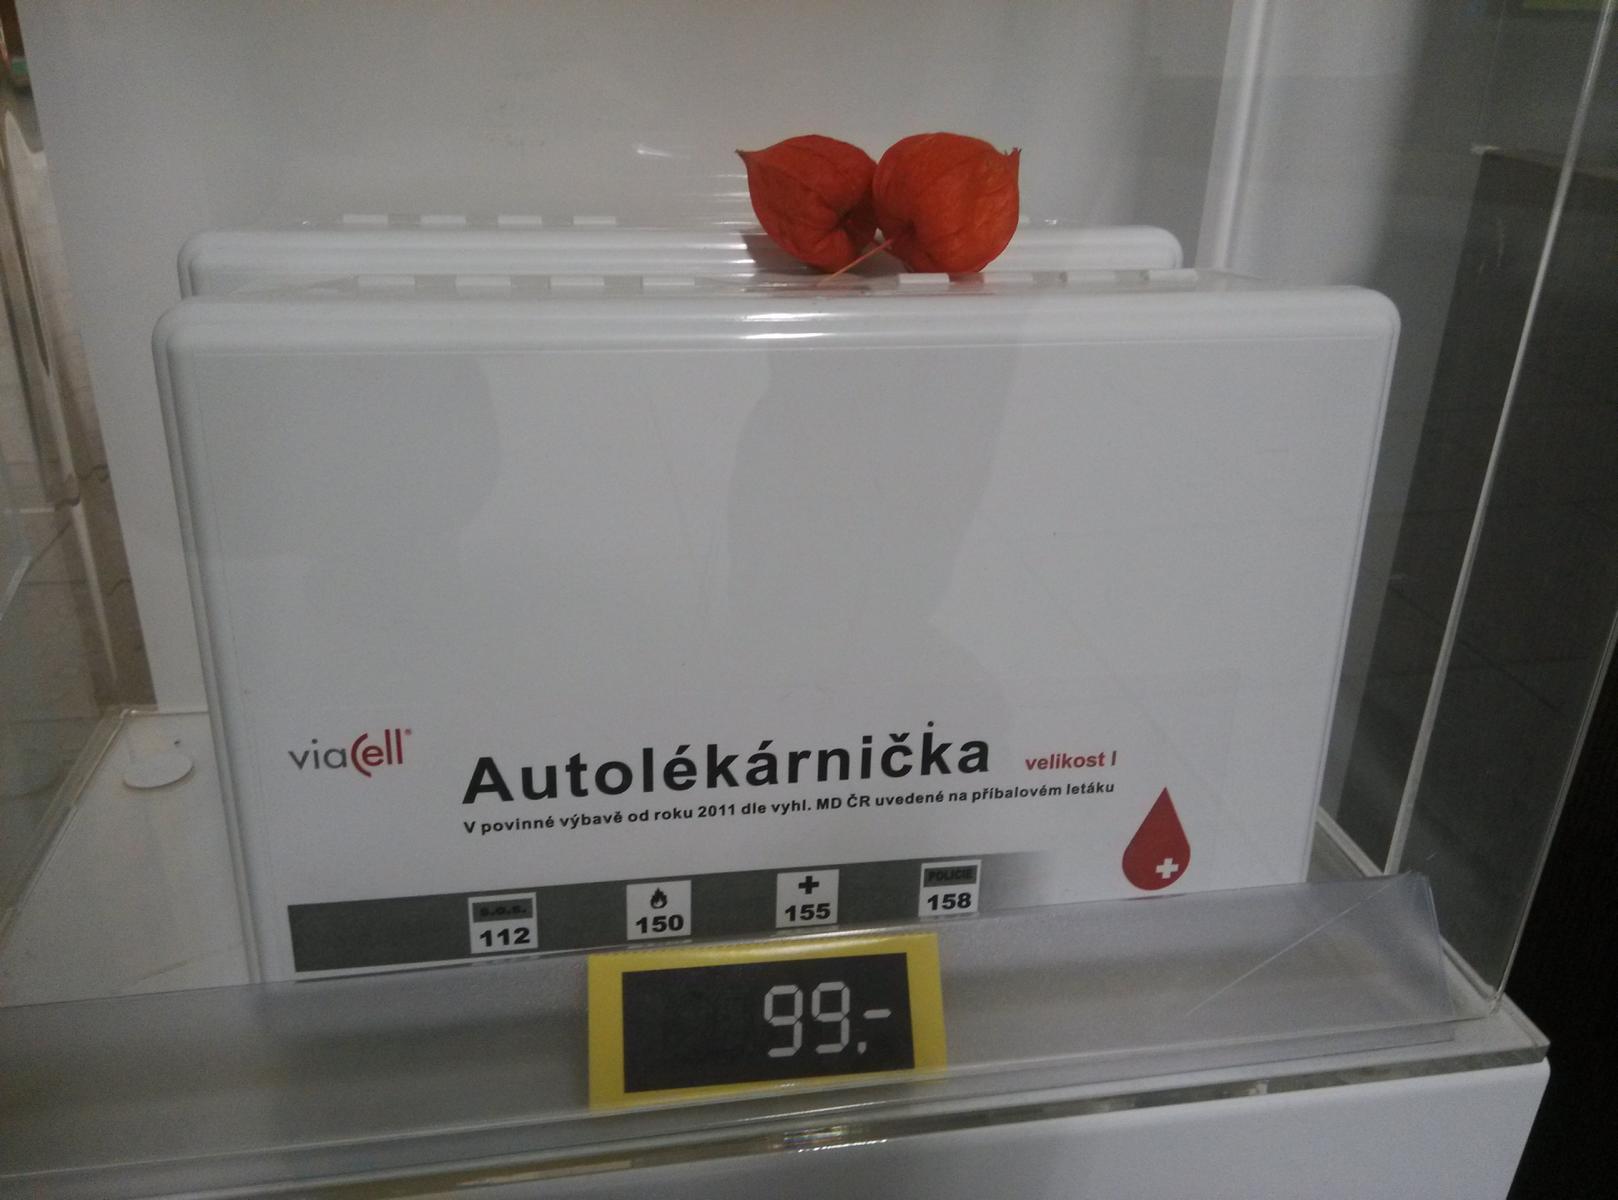 viacell®
Autolékárnička velikost I
V povinné výbavě od roku 2011 dle vyhl. MD ČR uvedené na příbalovém letáku
s.o.s. 150 155 POLICIE
112 158
99,-